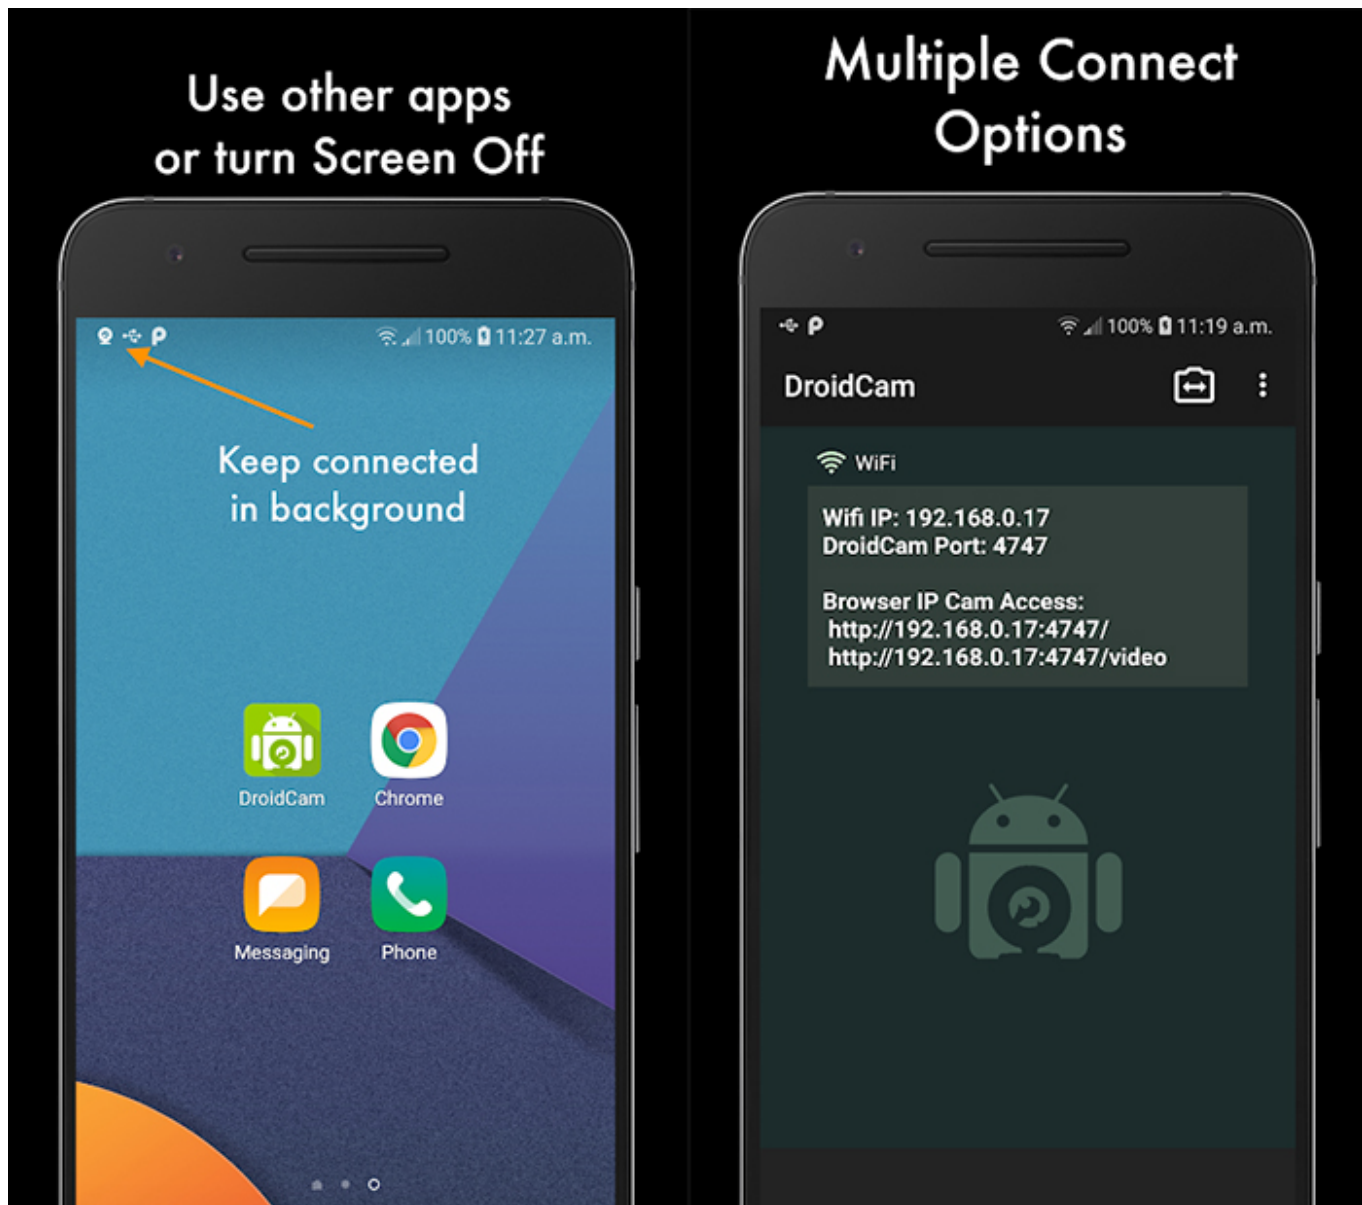 Use other apps
or turn Screen Off
100% 11:27 a.m.
Keep connected
in background
DroidCam
Chrome
Messaging
Phone
Multiple Connect
Options
100% 11:19 a.m.
DroidCam
WiFi
Wifi IP: 192.168.0.17
DroidCam Port: 4747
Browser IP Cam Access:
http://192.168.0.17:4747/
http://192.168.0.17:4747/video